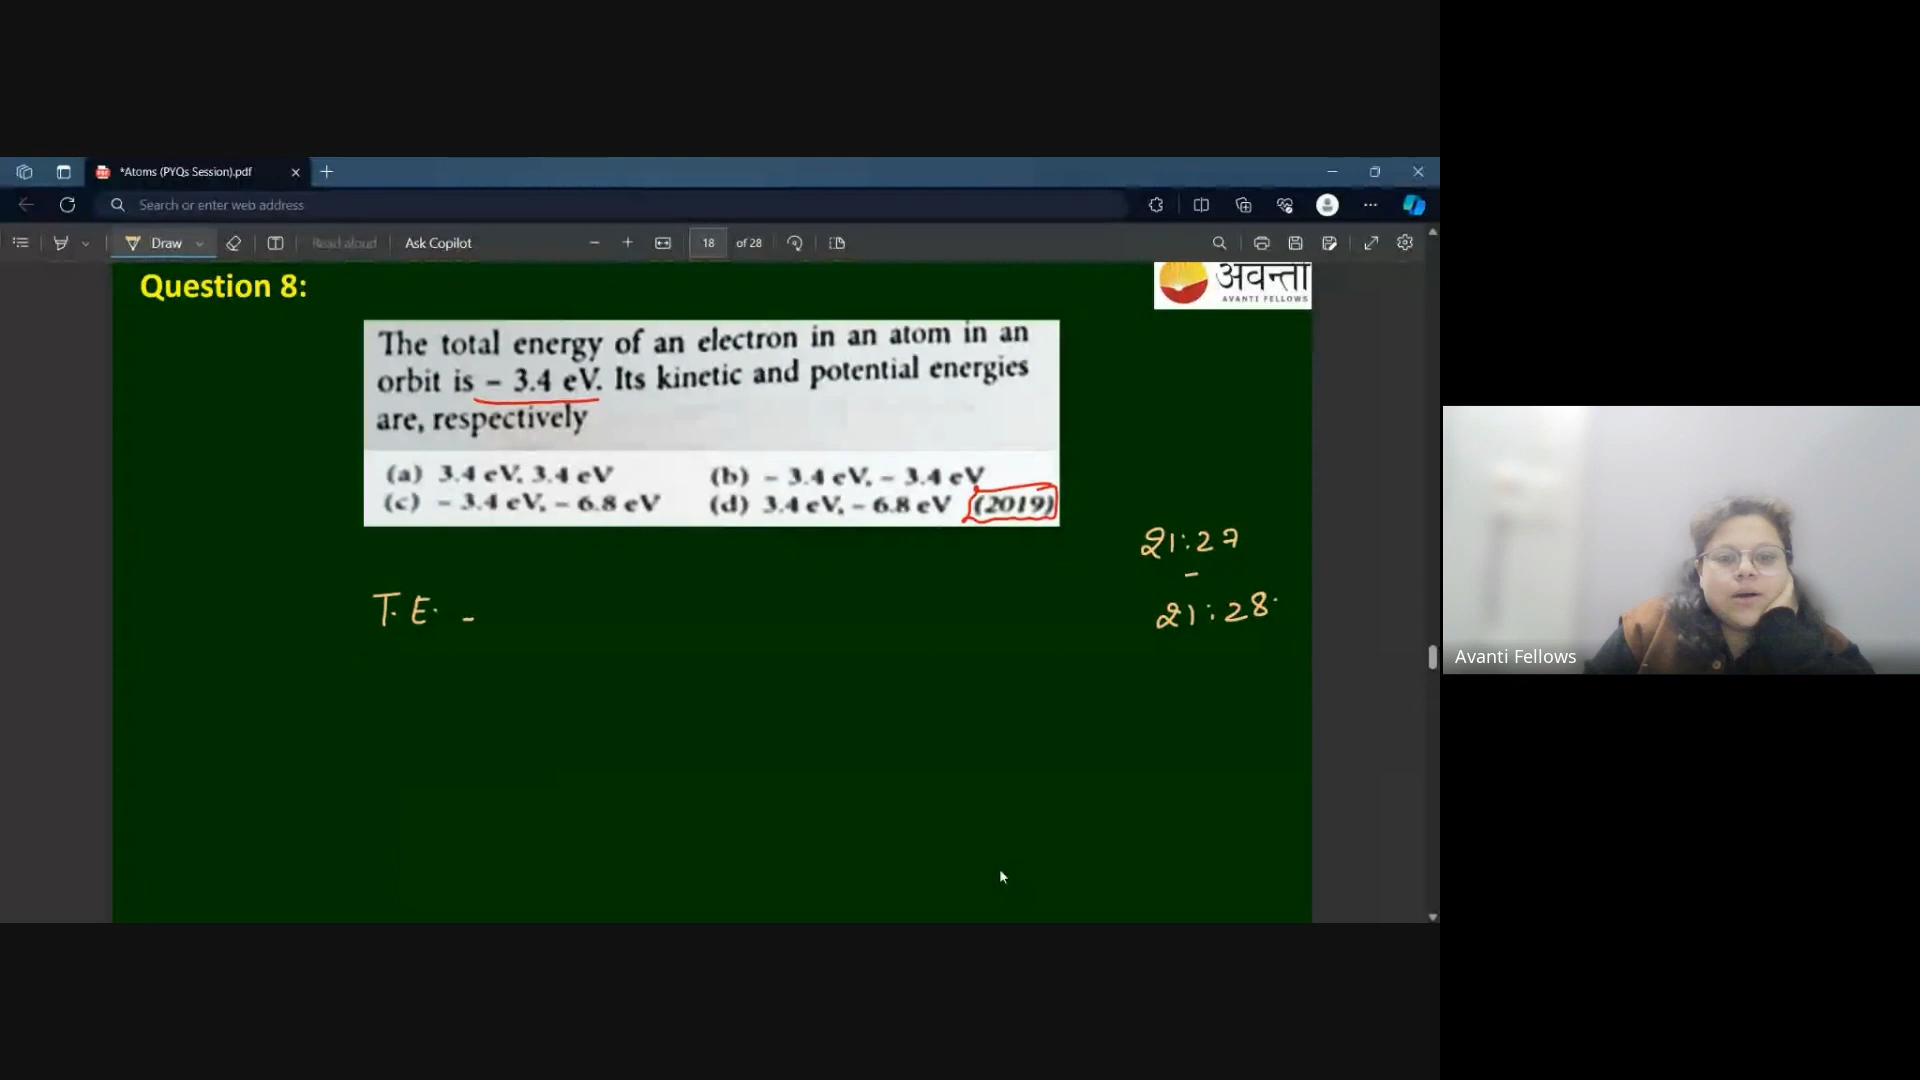 *Atoms (PYQs Session).pdf
Search or enter web address
Draw
Read aloud
Ask Copilot
18 of 28
Question 8:
अवन्ती
AVANTI FELLOWS
The total energy of an electron in an atom in an
orbit is – 3.4 eV. Its kinetic and potential energies
are, respectively
(a) 3.4 eV, 3.4 eV (b) – 3.4 eV, – 3.4 eV
(c) – 3.4 eV, – 6.8 eV (d) 3.4 eV, – 6.8 eV (2019)
21:27
–
21:28.
T.E. -
Avanti Fellows